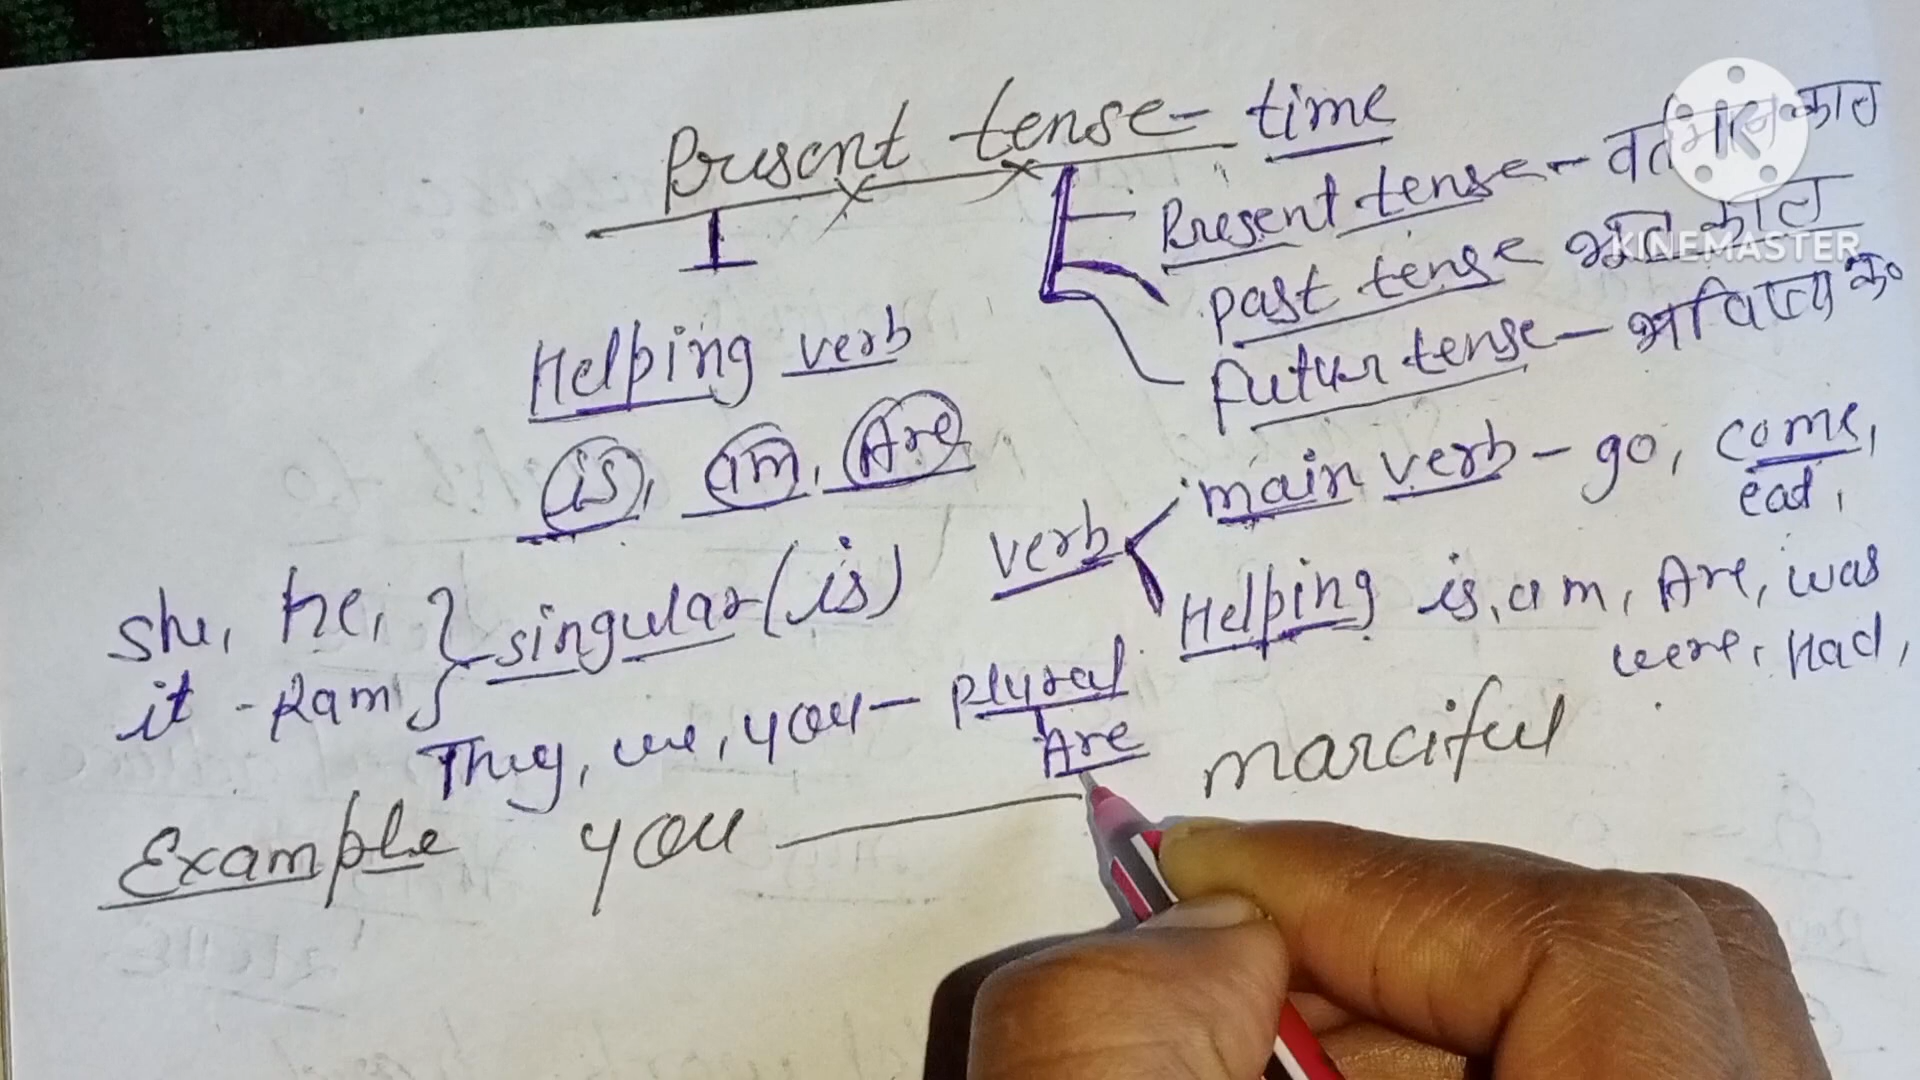 Present tense - time
Present tense - वर्तमान काल
Past tense भूत काल
Futur tense - भविष्य का०
Helping verb
is, am, Are
verb
main verb - go, come,
eat,
Helping is, am, Are, was
were, Had,
She, he,
it - Ram
singular (is)
They, we, you - Plural
Are
Example you ______ marciful
KINEMASTER